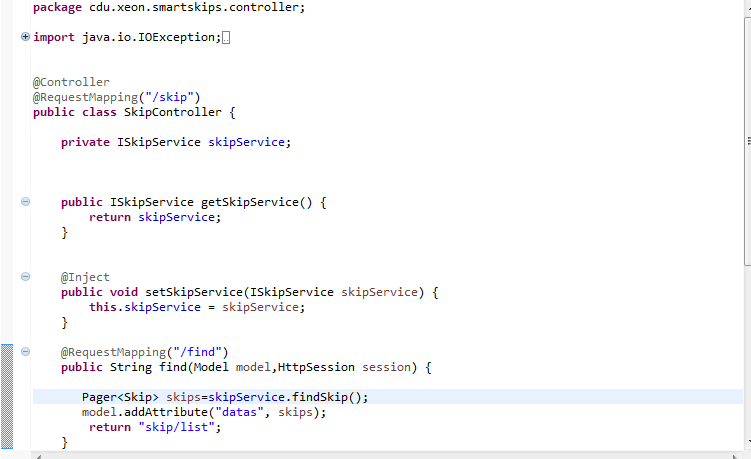 package cdu.xeon.smartskips.controller;
import java.io.IOException;
@Controller
@RequestMapping("/skip")
public class SkipController {
private ISkipService skipService;
public ISkipService getSkipService() {
return skipService;
}
@Inject
public void setSkipService(ISkipService skipService) {
this.skipService = skipService;
}
@RequestMapping("/find")
public String find(Model model,HttpSession session) {
Pager<Skip> skips=skipService.findSkip();
model.addAttribute("datas", skips);
return "skip/list";
}